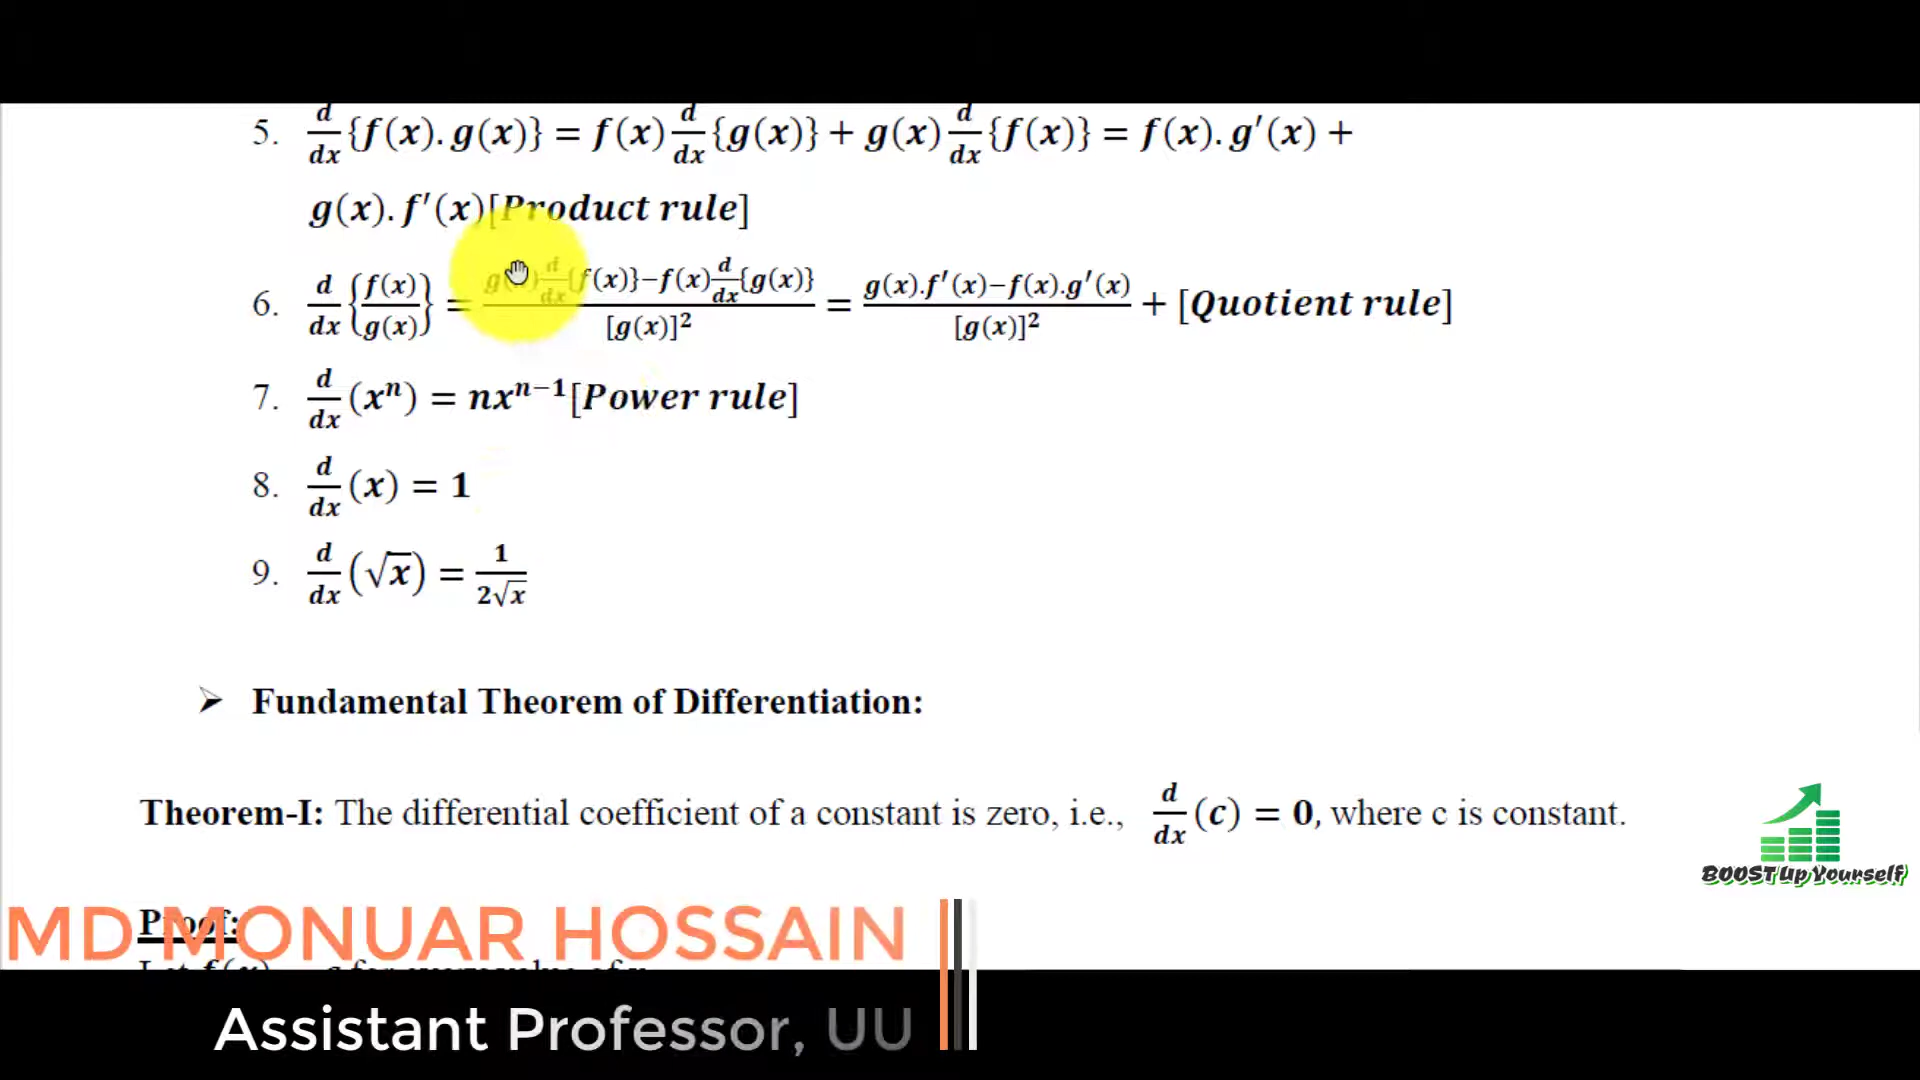 5. d/dx {f(x). g(x)} = f(x) d/dx {g(x)} + g(x) d/dx {f(x)} = f(x). g′(x) +
g(x). f′(x)[Product rule]
6. d/dx {f(x)/g(x)} = g(x) d/dx {f(x)}−f(x) d/dx {g(x)} / [g(x)]² = g(x).f′(x)−f(x).g′(x) / [g(x)]² + [Quotient rule]
7. d/dx (xⁿ) = nxⁿ⁻¹[Power rule]
8. d/dx (x) = 1
9. d/dx (√x) = 1/2√x
➢ Fundamental Theorem of Differentiation:
Theorem-I: The differential coefficient of a constant is zero, i.e., d/dx (c) = 0, where c is constant.
BOOST Up Yourself
Proof:
MD MONUAR HOSSAIN
Assistant Professor, UU